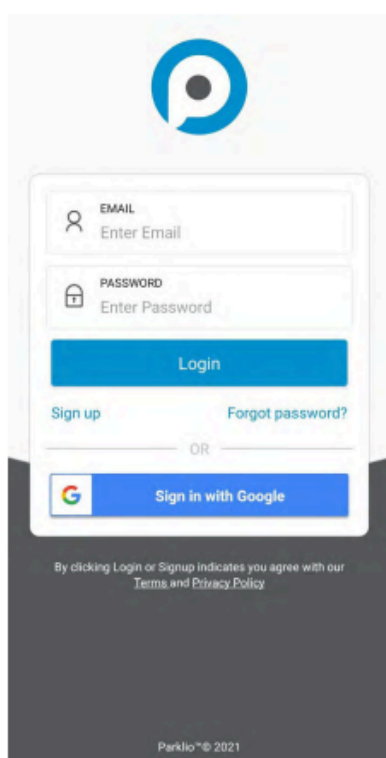 EMAIL
Enter Email
PASSWORD
Enter Password
Login
Sign up Forgot password?
OR
Sign in with Google
By clicking Login or Signup indicates you agree with our
Terms and Privacy Policy
Parklio™© 2021